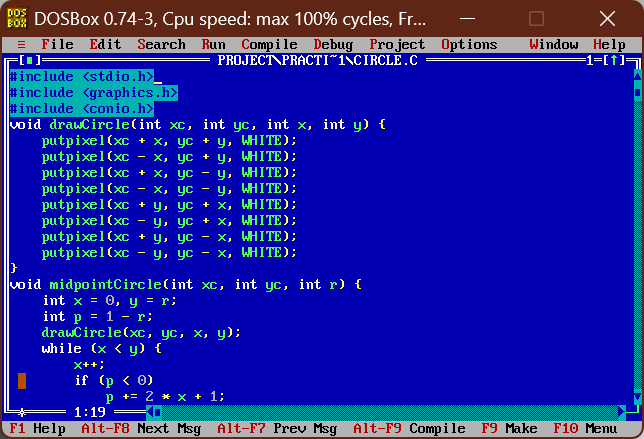 DOS BOX DOSBox 0.74-3, Cpu speed: max 100% cycles, Fr...
≡ File Edit Search Run Compile Debug Project Options Window Help
[■] PROJECT\PRACTI~1\CIRCLE.C 1=[↑]
#include <stdio.h>
#include <graphics.h>
#include <conio.h>
void drawCircle(int xc, int yc, int x, int y) {
    putpixel(xc + x, yc + y, WHITE);
    putpixel(xc - x, yc + y, WHITE);
    putpixel(xc + x, yc - y, WHITE);
    putpixel(xc - x, yc - y, WHITE);
    putpixel(xc + y, yc + x, WHITE);
    putpixel(xc - y, yc + x, WHITE);
    putpixel(xc + y, yc - x, WHITE);
    putpixel(xc - y, yc - x, WHITE);
}
void midpointCircle(int xc, int yc, int r) {
    int x = 0, y = r;
    int p = 1 - r;
    drawCircle(xc, yc, x, y);
    while (x < y) {
        x++;
        if (p < 0)
            p += 2 * x + 1;
* 1:19
F1 Help Alt-F8 Next Msg Alt-F7 Prev Msg Alt-F9 Compile F9 Make F10 Menu